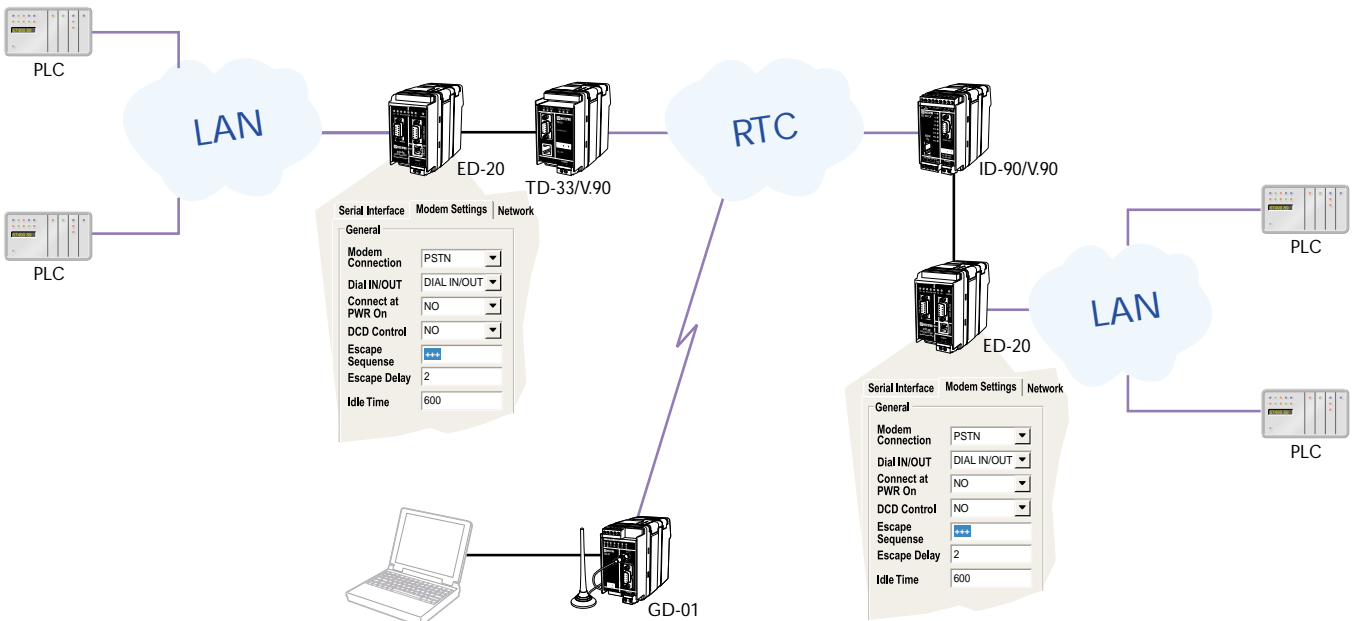 PLC
LAN
PLC
ED-20
TD-33/V.90
RTC
ID-90/V.90
ED-20
LAN
PLC
PLC
GD-01
Serial Interface Modem Settings Network
General
Modem Connection PSTN
Dial IN/OUT DIAL IN/OUT
Connect at PWR On NO
DCD Control NO
Escape Sequense +++
Escape Delay 2
Idle Time 600
Serial Interface Modem Settings Network
General
Modem Connection PSTN
Dial IN/OUT DIAL IN/OUT
Connect at PWR On NO
DCD Control NO
Escape Sequense +++
Escape Delay 2
Idle Time 600